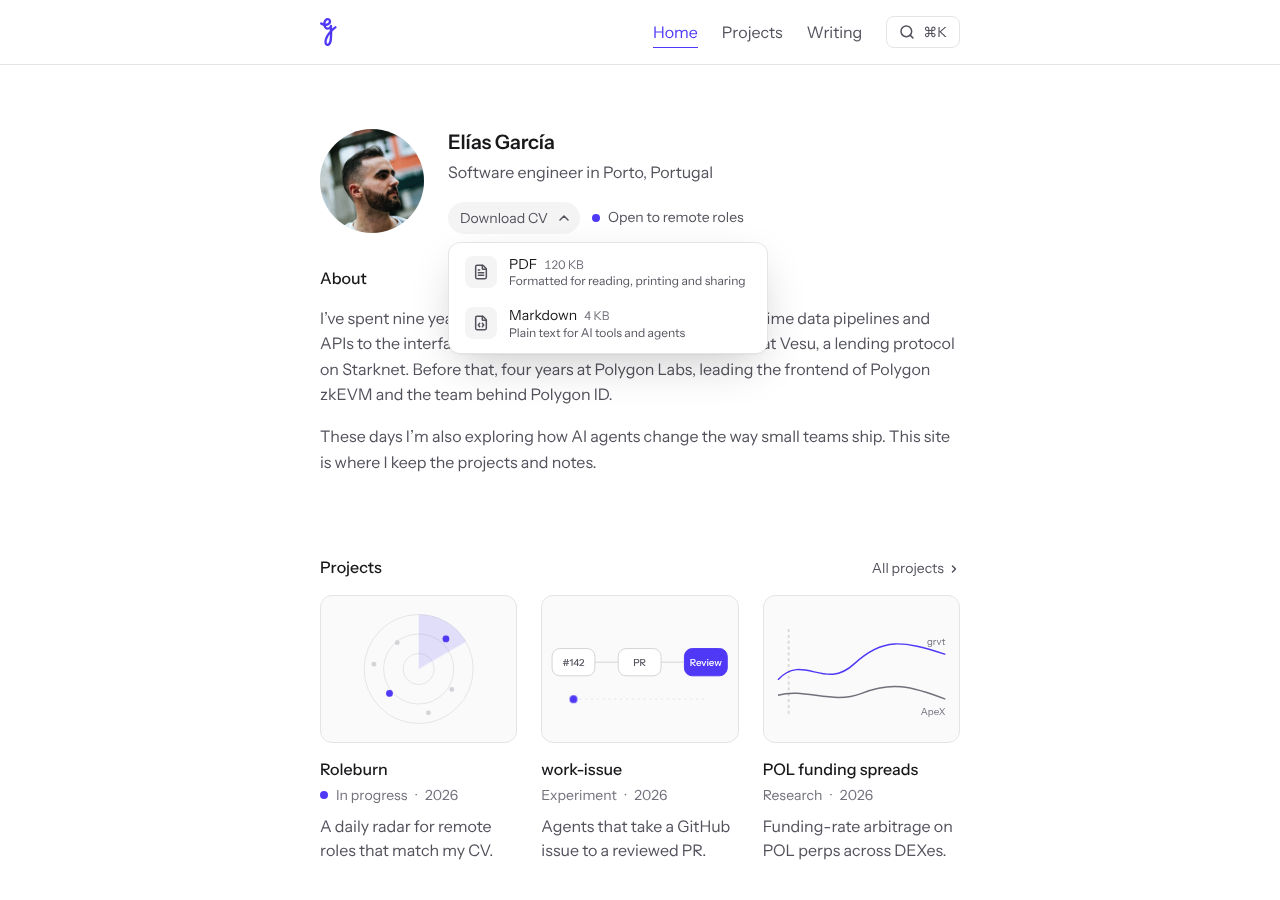 Home Projects Writing ⌘K
Elías García
Software engineer in Porto, Portugal
Download CV Open to remote roles
PDF 120 KB
Formatted for reading, printing and sharing
Markdown 4 KB
Plain text for AI tools and agents
About
I've spent nine data pipelines and
APIs to the at Vesu, a lending protocol
on Starknet. Before that, four years at Polygon Labs, leading the frontend of Polygon
zkEVM and the team behind Polygon ID.
These days I'm also exploring how AI agents change the way small teams ship. This site
is where I keep the projects and notes.
Projects All projects
#142 PR Review
grvt
ApeX
Roleburn
In progress · 2026
A daily radar for remote
roles that match my CV.
work-issue
Experiment · 2026
Agents that take a GitHub
issue to a reviewed PR.
POL funding spreads
Research · 2026
Funding-rate arbitrage on
POL perps across DEXes.